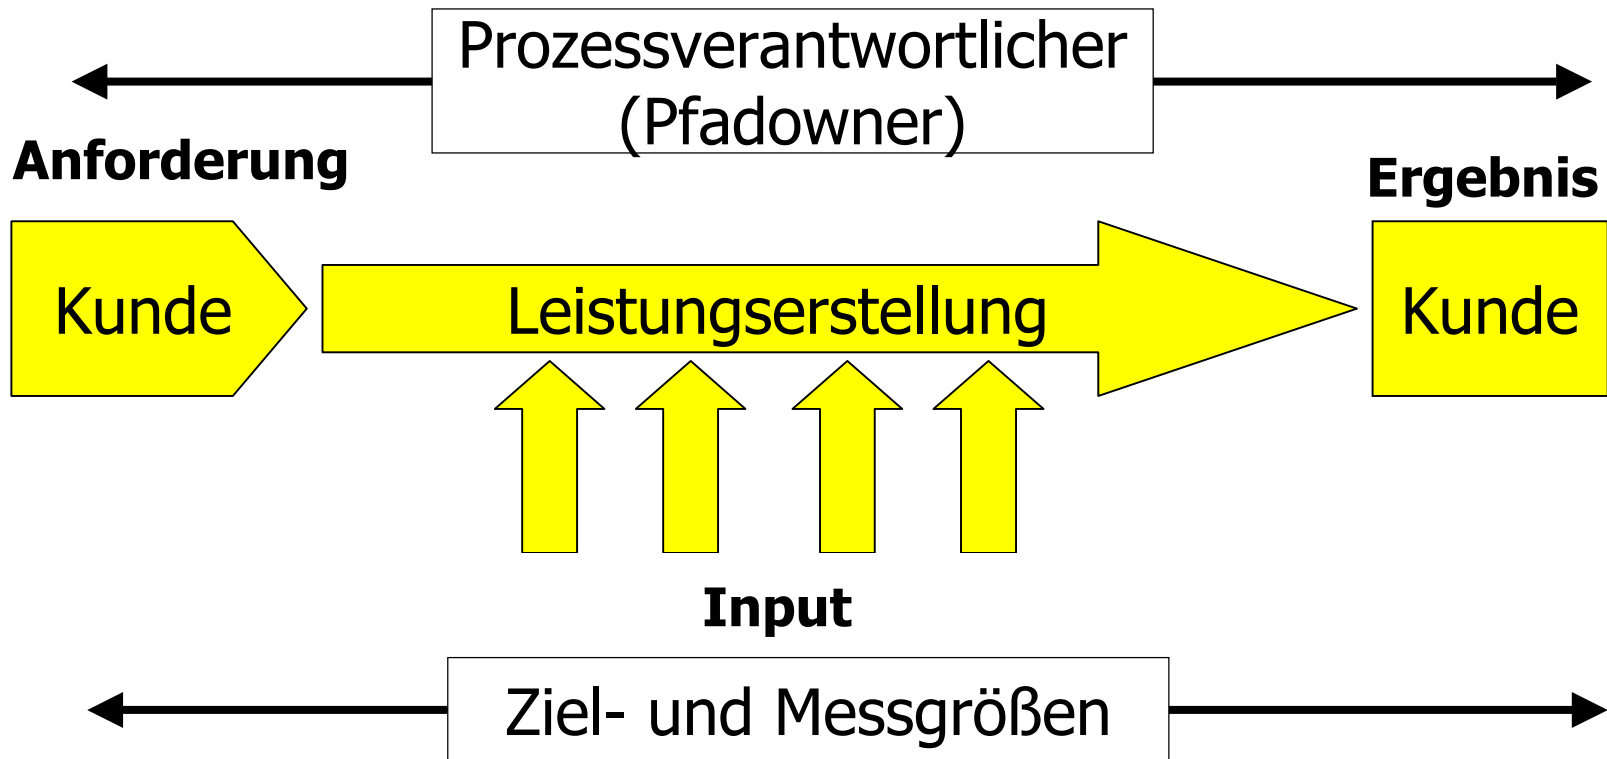 Prozessverantwortlicher
(Pfadowner)
Anforderung
Ergebnis
Kunde
Leistungserstellung
Kunde
Input
Ziel- und Messgrößen